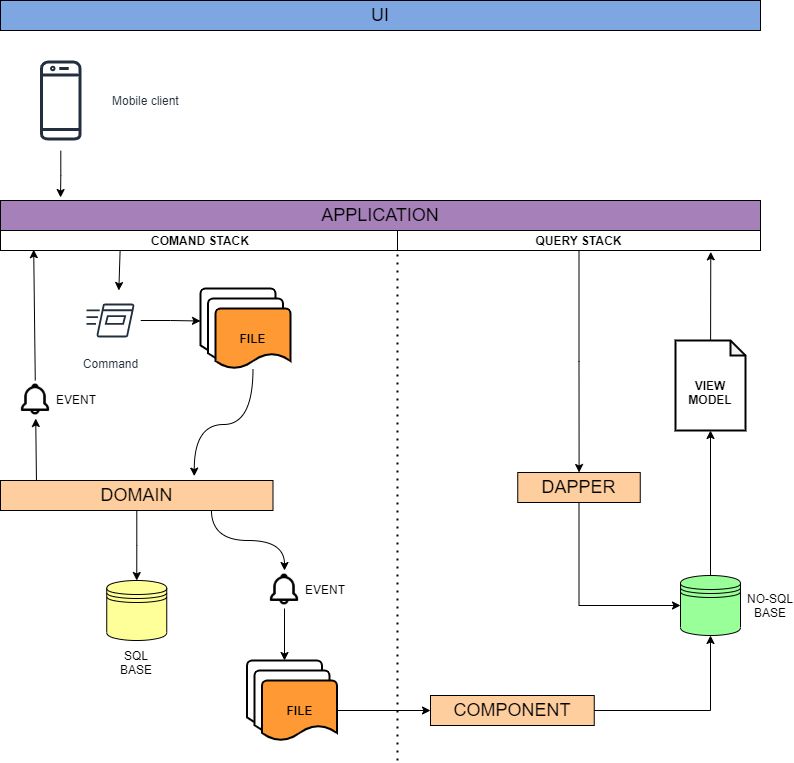 UI
Mobile client
APPLICATION
COMAND STACK
QUERY STACK
FILE
Command
EVENT
VIEW
MODEL
DOMAIN
DAPPER
EVENT
NO-SQL
BASE
SQL
BASE
FILE
COMPONENT